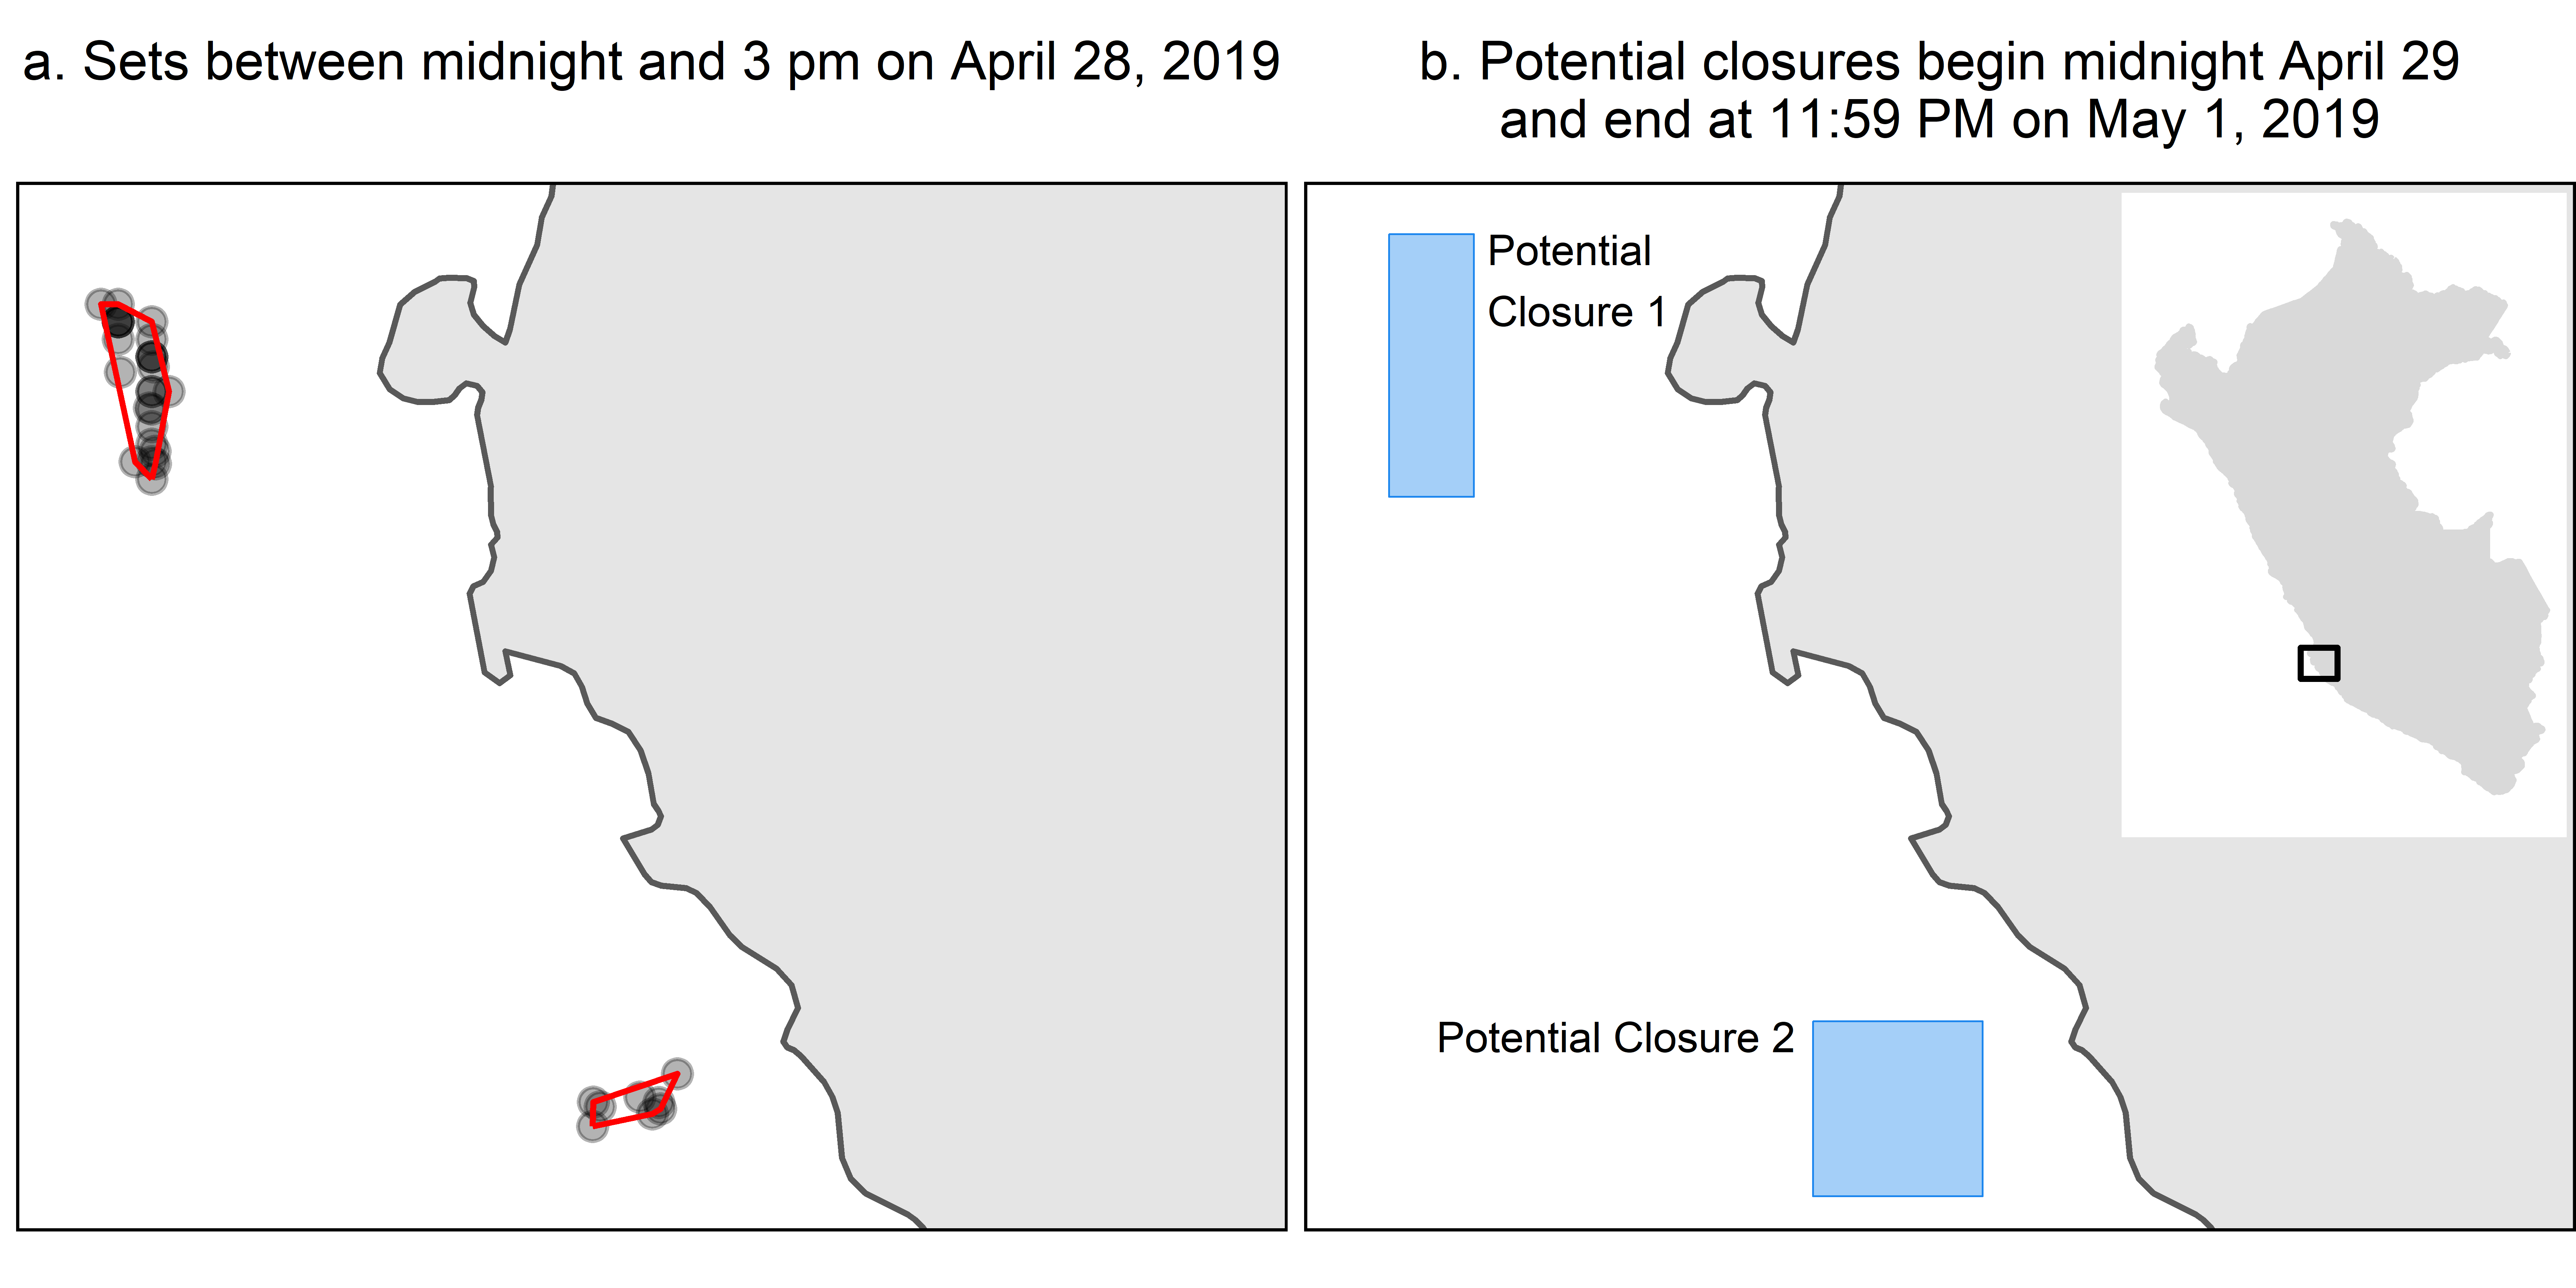 a. Sets between midnight and 3 pm on April 28, 2019
b. Potential closures begin midnight April 29
and end at 11:59 PM on May 1, 2019
Potential
Closure 1
Potential Closure 2